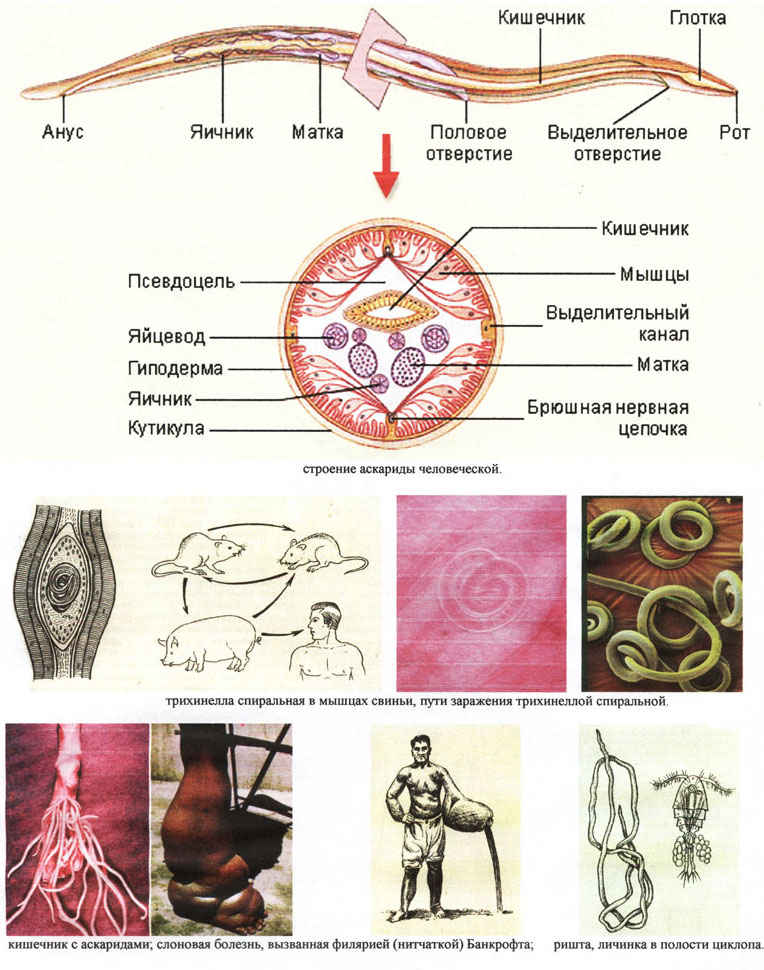 Кишечник
Глотка
Анус
Яичник
Матка
Половое
отверстие
Выделительное
отверстие
Рот
Кишечник
Псевдоцель
Мышцы
Яйцевод
Выделительный
канал
Гиподерма
Матка
Яичник
Брюшная нервная
цепочка
Кутикула
строение аскариды человеческой.
трихинелла спиральная в мышцах свиньи, пути заражения трихинеллой спиральной.
кишечник с аскаридами; слоновая болезнь, вызванная филярией (нитчаткой) Банкрофта;
ришта, личинка в полости циклопа.